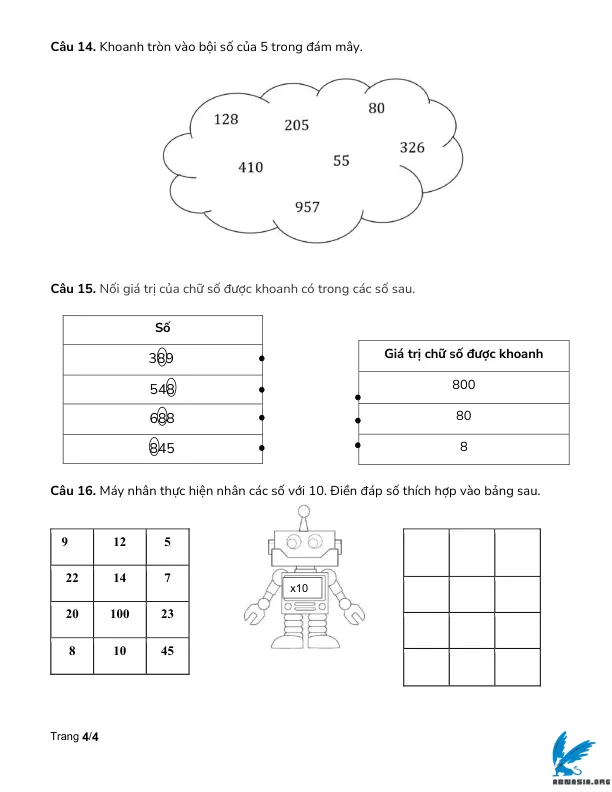 Câu 14. Khoanh tròn vào bội số của 5 trong đám mây.
128
205
80
410
55
326
957
Câu 15. Nối giá trị của chữ số được khoanh có trong các số sau.
Số
389
548
688
845
Giá trị chữ số được khoanh
800
80
8
Câu 16. Máy nhân thực hiện nhân các số với 10. Điền đáp số thích hợp vào bảng sau.
9 12 5
22 14 7
20 100 23
8 10 45
x10
Trang 4/4
ABNASIA.ORG